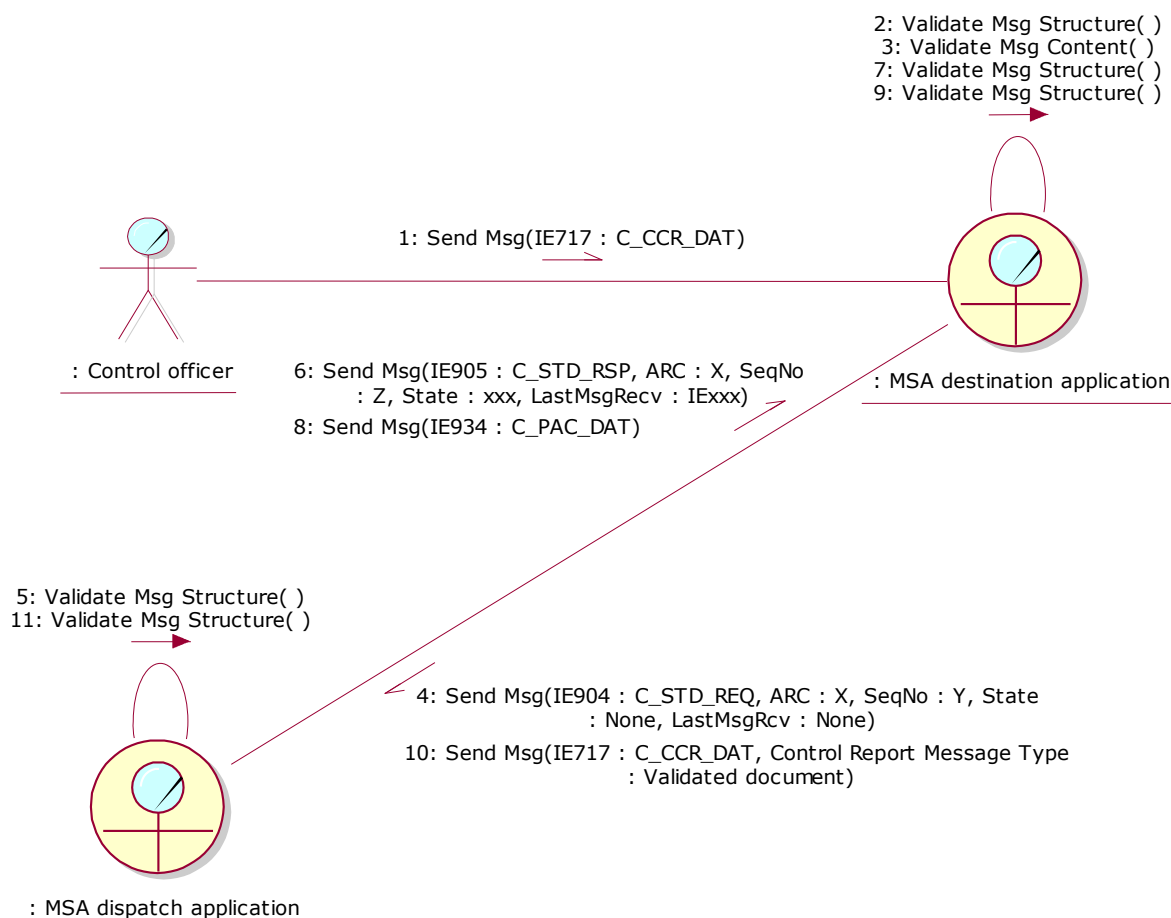 2: Validate Msg Structure( )
3: Validate Msg Content( )
7: Validate Msg Structure( )
9: Validate Msg Structure( )
1: Send Msg(IE717 : C_CCR_DAT)
: Control officer
6: Send Msg(IE905 : C_STD_RSP, ARC : X, SeqNo
: Z, State : xxx, LastMsgRecv : IExxx)
8: Send Msg(IE934 : C_PAC_DAT)
: MSA destination application
5: Validate Msg Structure( )
11: Validate Msg Structure( )
4: Send Msg(IE904 : C_STD_REQ, ARC : X, SeqNo : Y, State
: None, LastMsgRcv : None)
10: Send Msg(IE717 : C_CCR_DAT, Control Report Message Type
: Validated document)
: MSA dispatch application